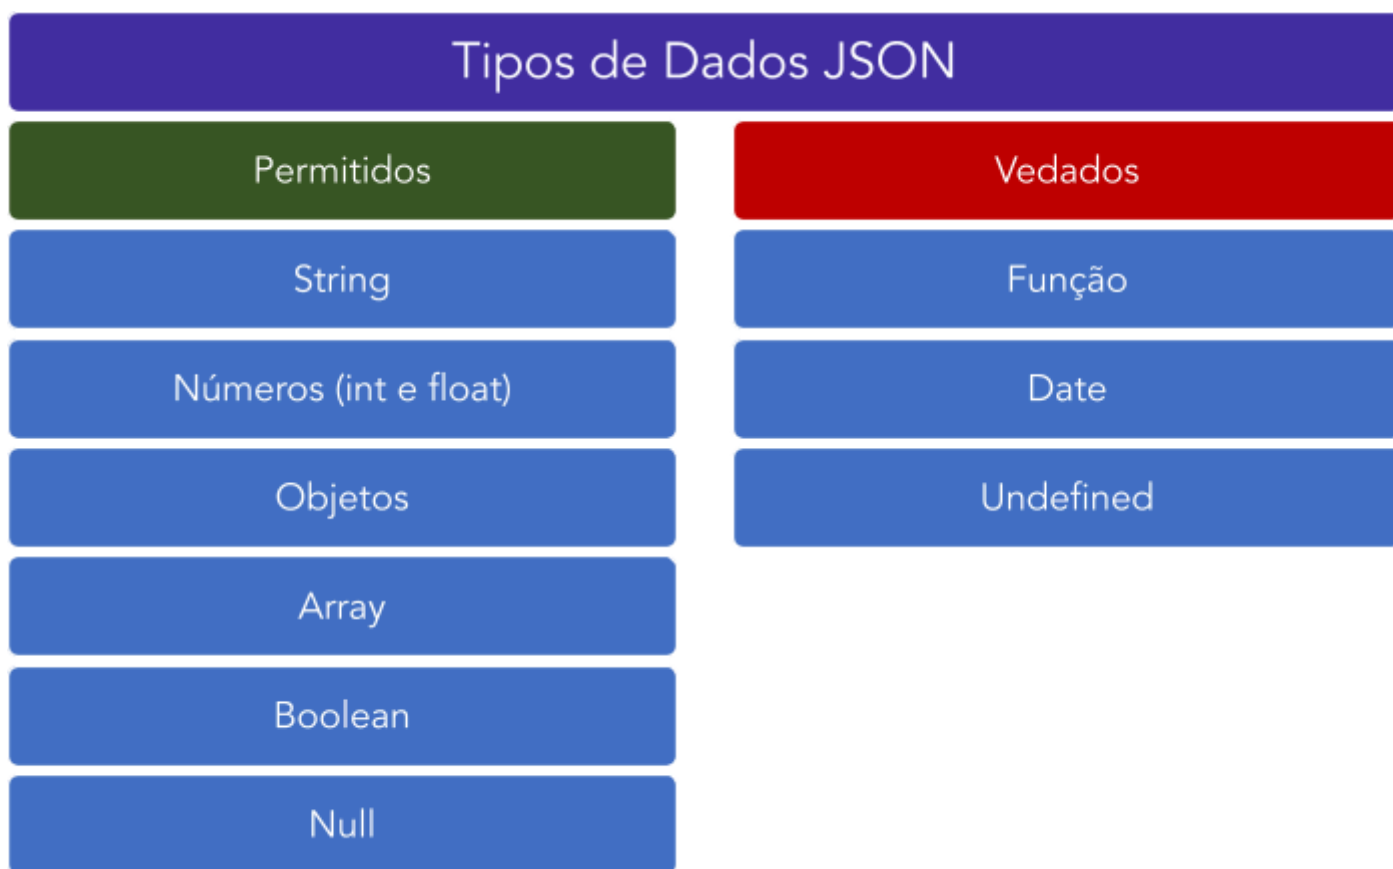 Tipos de Dados JSON
Permitidos
Vedados
String
Função
Números (int e float)
Date
Objetos
Undefined
Array
Boolean
Null